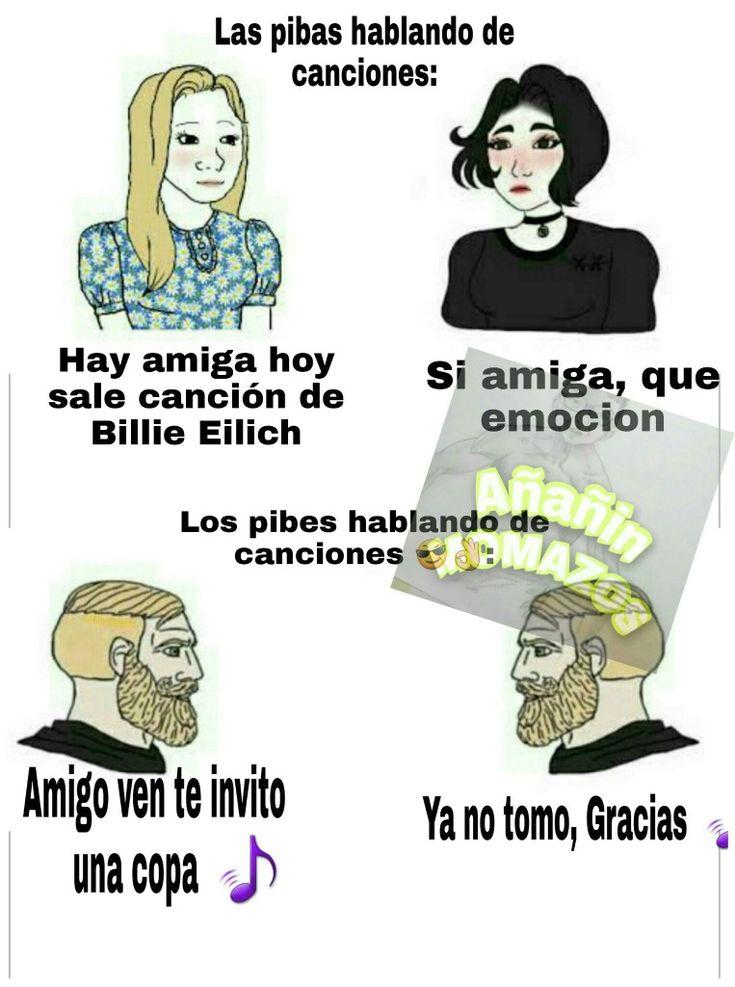 Las pibas hablando de
canciones:
Hay amiga hoy
sale canción de
Billie Eilich
Si amiga, que
emocion
Añañin
MOMAZOS
Los pibes hablando de
canciones 😎👌:
Amigo ven te invito
una copa 🎵
Ya no tomo, Gracias 🎵